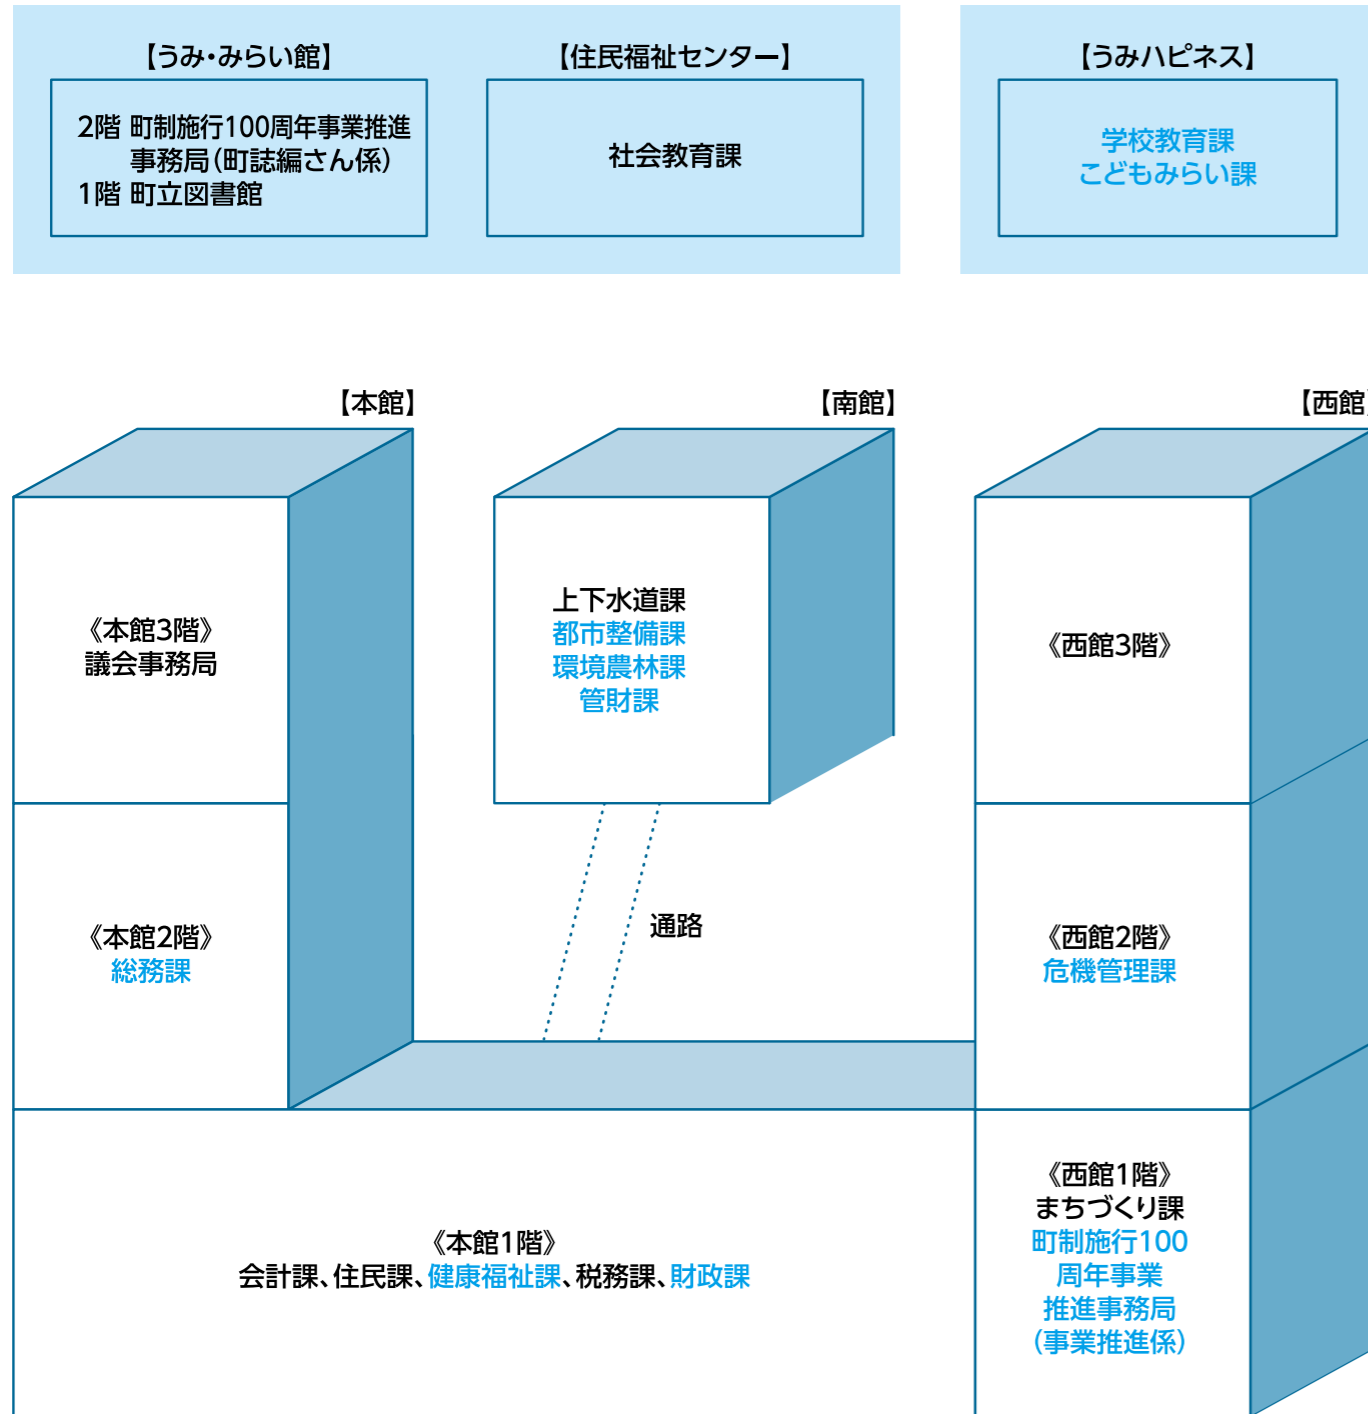 【うみ・みらい館】
2階 町制施行100周年事業推進
事務局(町誌編さん係)
1階 町立図書館
【住民福祉センター】
社会教育課
【うみハピネス】
学校教育課
こどもみらい課
【本館】
《本館3階》
議会事務局
《本館2階》
総務課
【南館】
上下水道課
都市整備課
環境農林課
管財課
通路
【西館】
《西館3階》
《西館2階》
危機管理課
《本館1階》
会計課、住民課、健康福祉課、税務課、財政課
《西館1階》
まちづくり課
町制施行100
周年事業
推進事務局
(事業推進係)